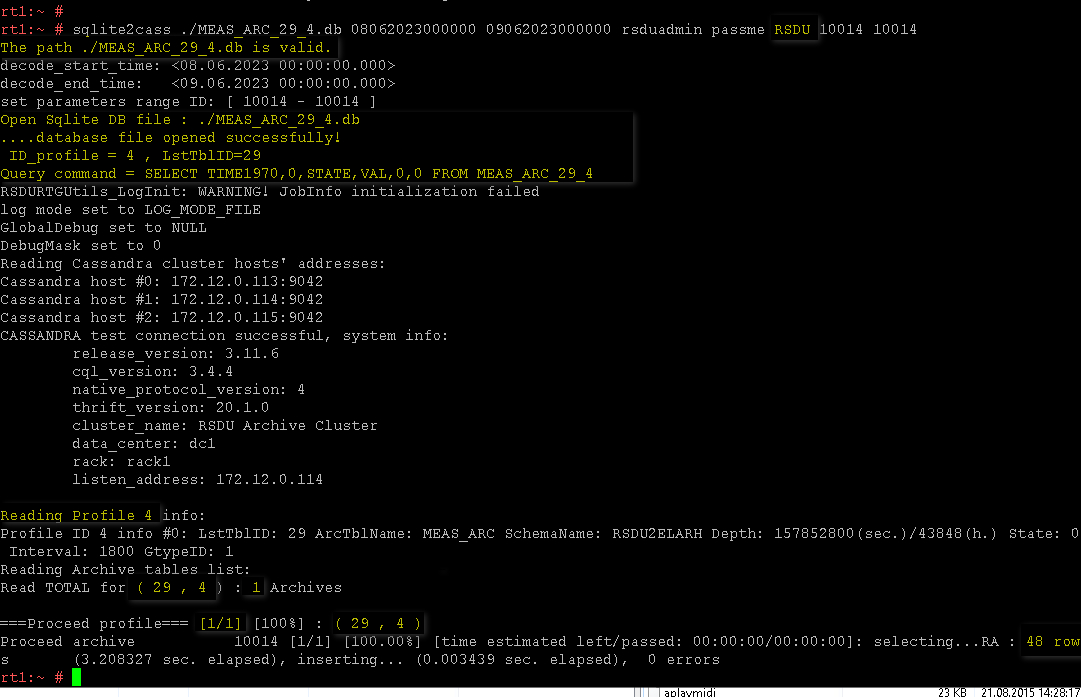 rt1:~ #
rt1:~ # sqlite2cass ./MEAS_ARC_29_4.db 08062023000000 09062023000000 rsduadmin passme RSDU 10014 10014
The path ./MEAS_ARC_29_4.db is valid.
decode_start_time: <08.06.2023 00:00:00.000>
decode_end_time:   <09.06.2023 00:00:00.000>
set parameters range ID: [ 10014 - 10014 ]
Open Sqlite DB file : ./MEAS_ARC_29_4.db
....database file opened successfully!
 ID_profile = 4 , LstTblID=29
Query command = SELECT TIME1970,0,STATE,VAL,0,0 FROM MEAS_ARC_29_4
RSDURTGUtils_LogInit: WARNING! JobInfo initialization failed
log mode set to LOG_MODE_FILE
GlobalDebug set to NULL
DebugMask set to 0
Reading Cassandra cluster hosts' addresses:
Cassandra host #0: 172.12.0.113:9042
Cassandra host #1: 172.12.0.114:9042
Cassandra host #2: 172.12.0.115:9042
CASSANDRA test connection successful, system info:
        release_version: 3.11.6
        cql_version: 3.4.4
        native_protocol_version: 4
        thrift_version: 20.1.0
        cluster_name: RSDU Archive Cluster
        data_center: dc1
        rack: rack1
        listen_address: 172.12.0.114
Reading Profile 4 info:
Profile ID 4 info #0: LstTblID: 29 ArcTblName: MEAS_ARC SchemaName: RSDU2ELARH Depth: 157852800(sec.)/43848(h.) State: 0
 Interval: 1800 GtypeID: 1
Reading Archive tables list:
Read TOTAL for ( 29 , 4 ) : 1 Archives
===Proceed profile=== [1/1] [100%] : ( 29 , 4 )
Proceed archive           10014 [1/1] [100.00%] [time estimated left/passed: 00:00:00/00:00:00]: selecting...RA : 48 row
s       (3.208327 sec. elapsed), inserting... (0.003439 sec. elapsed),  0 errors
rt1:~ #
aplaymidi 23 KB 21.08.2015 14:28:17